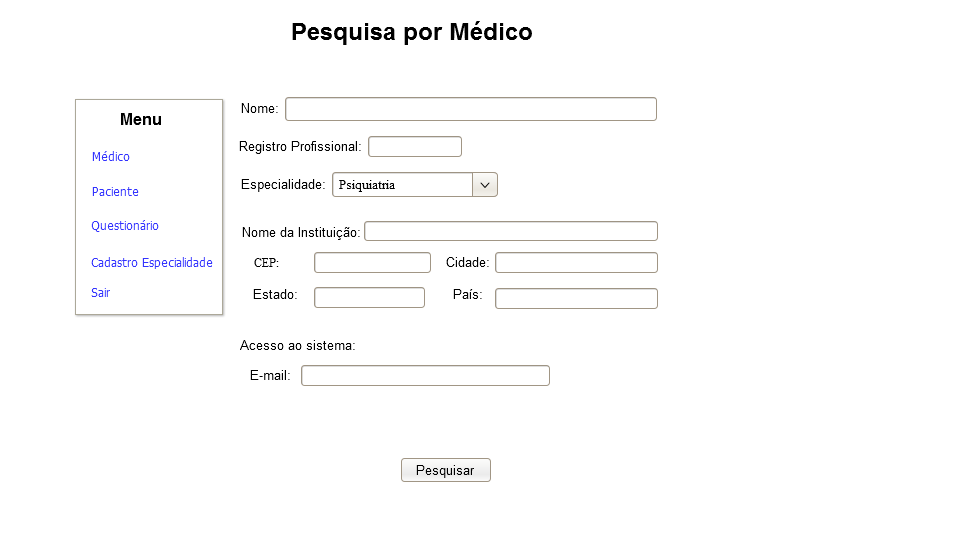 Pesquisa por Médico
Menu
Médico
Paciente
Questionário
Cadastro Especialidade
Sair
Nome:
Registro Profissional:
Especialidade: Psiquiatria
Nome da Instituição:
CEP: Cidade:
Estado: País:
Acesso ao sistema:
E-mail:
Pesquisar